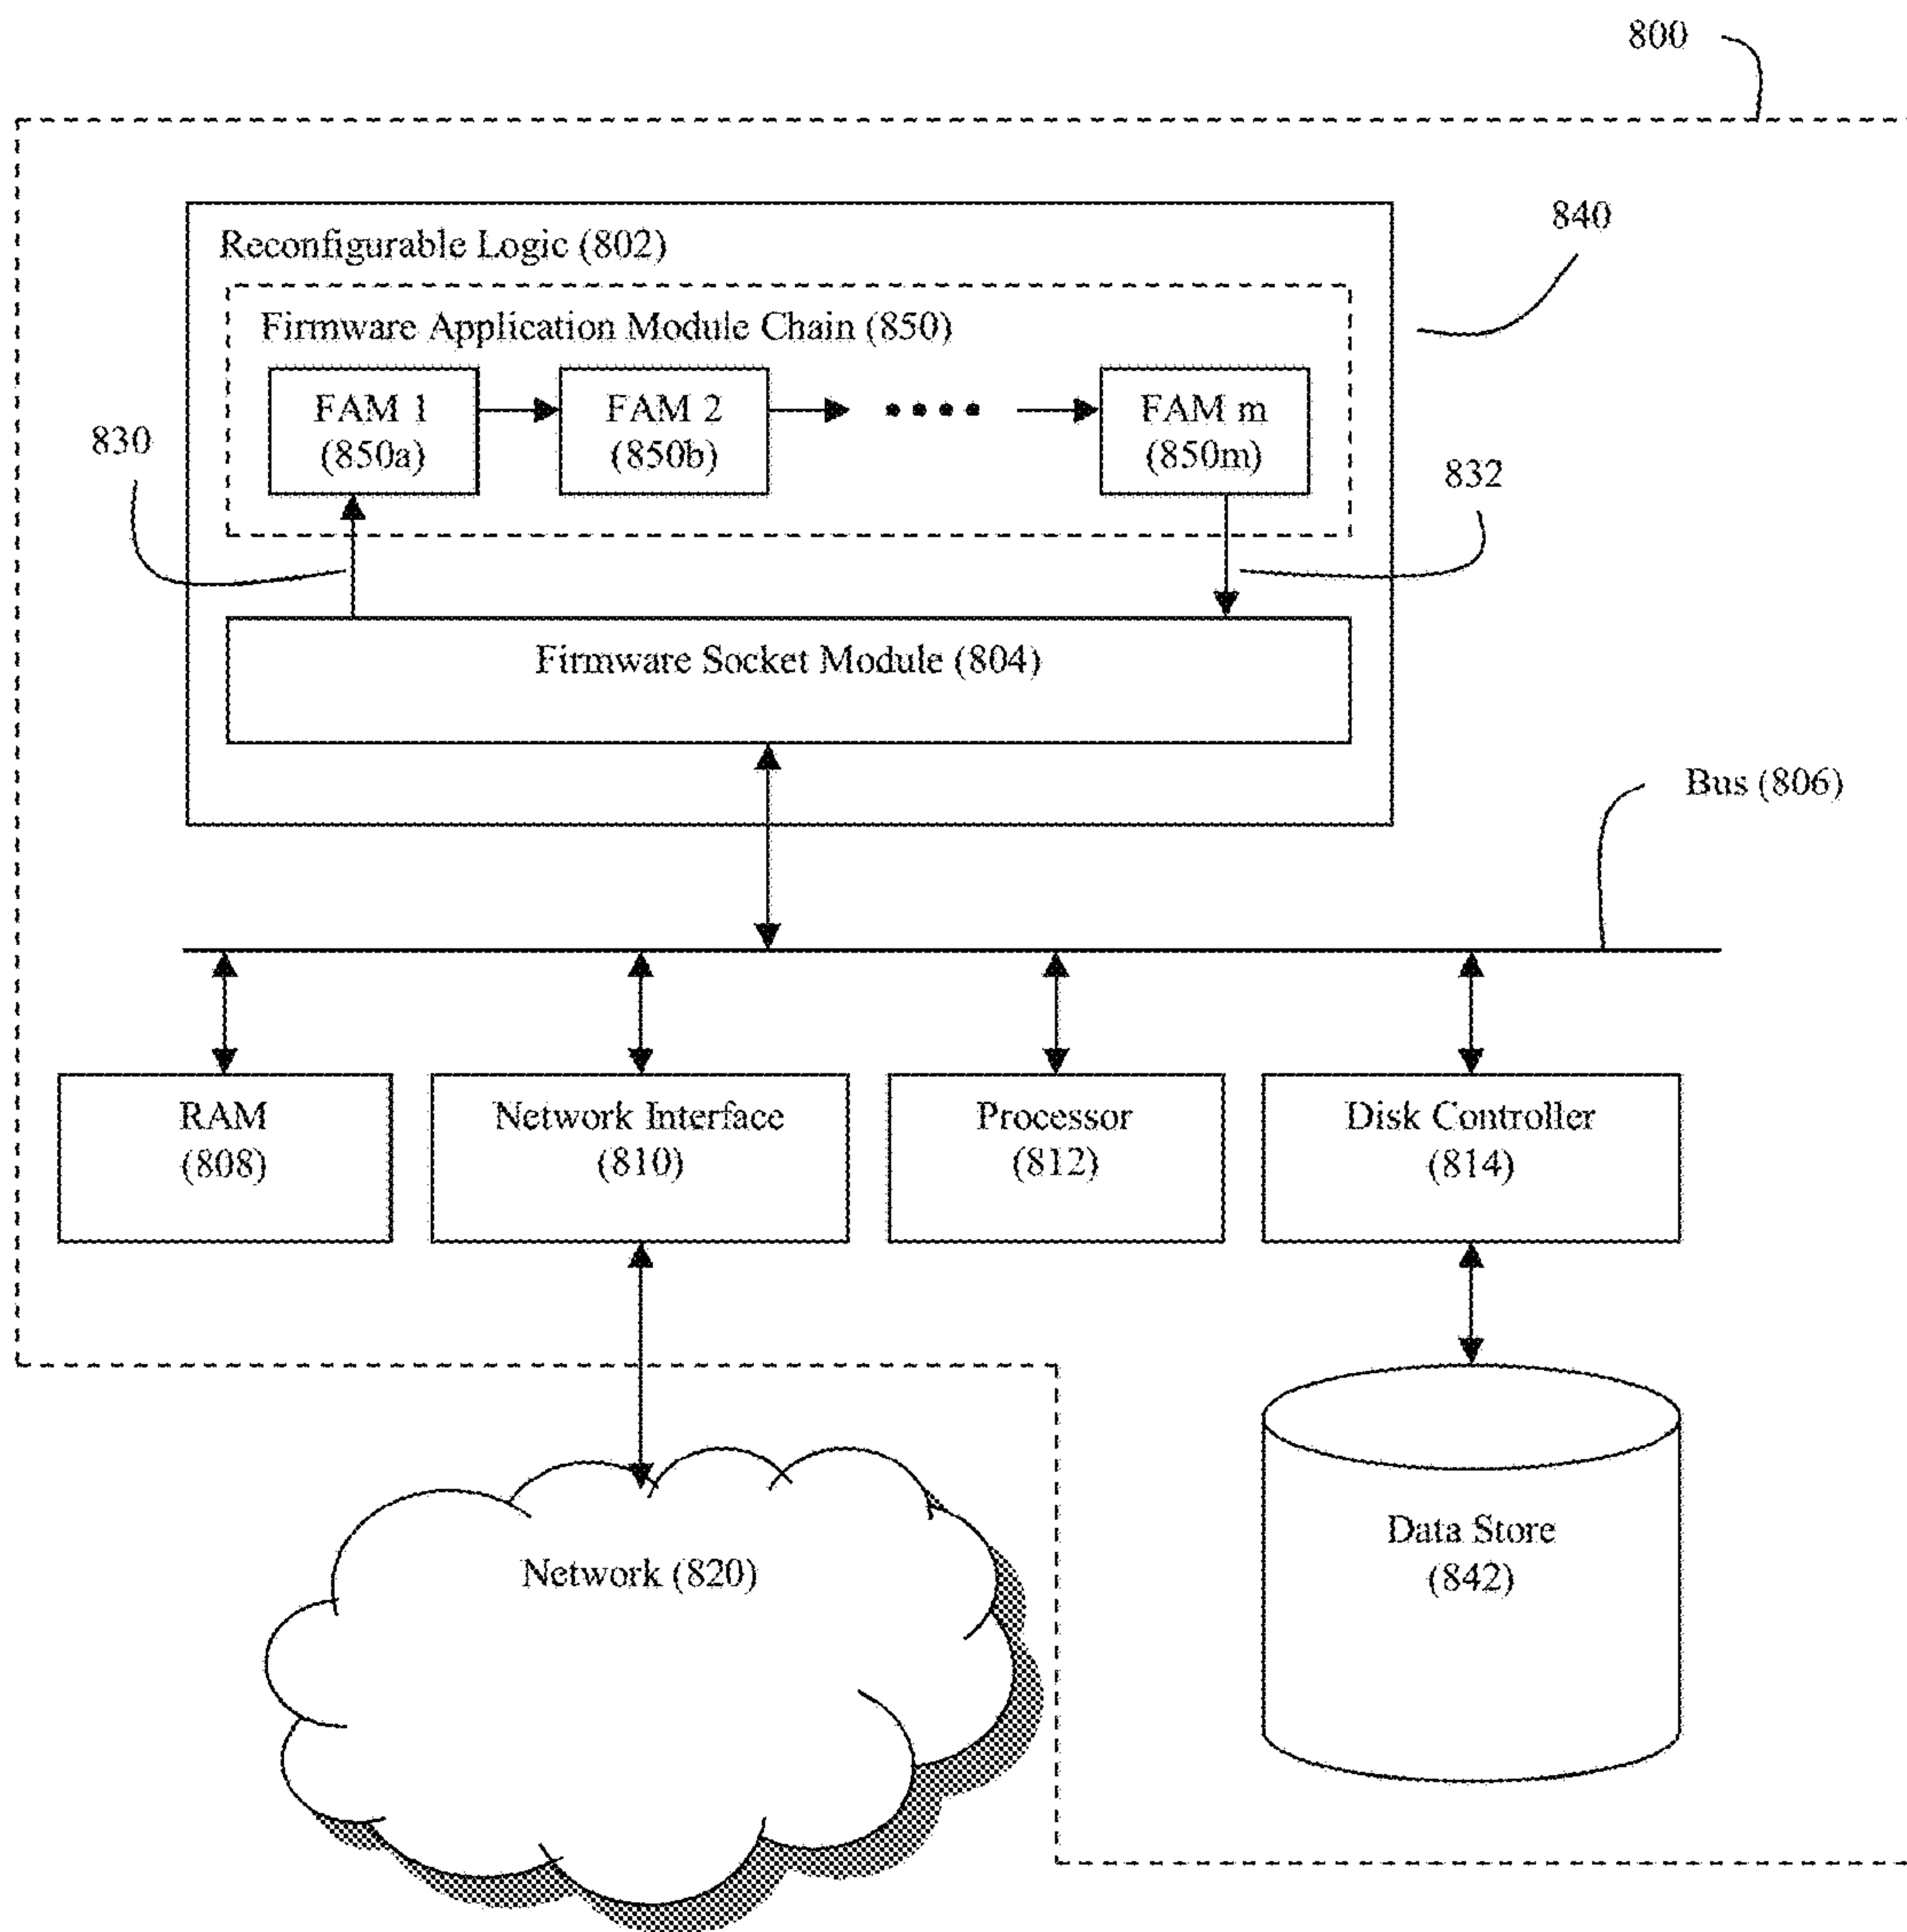 800
840
Reconfigurable Logic (802)
Firmware Application Module Chain (850)
FAM 1
(850a)
FAM 2
(850b)
FAM m
(850m)
830
832
Firmware Socket Module (804)
Bus (806)
RAM
(808)
Network Interface
(810)
Processor
(812)
Disk Controller
(814)
Network (820)
Data Store
(842)